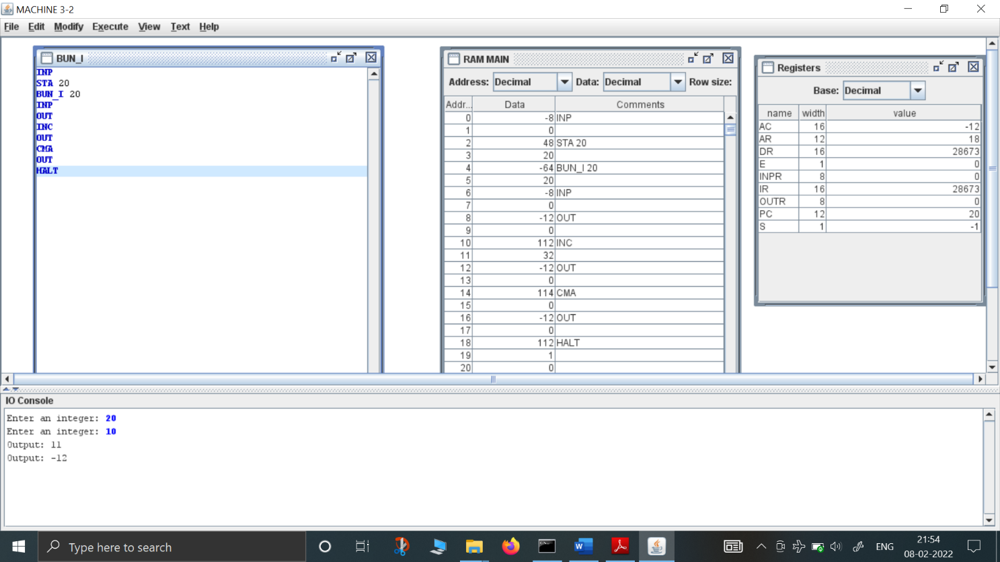 MACHINE 3-2
File Edit Modify Execute View Text Help
BUN_I
INP
STA 20
BUN_I 20
INP
OUT
INC
OUT
CMA
OUT
HALT
RAM MAIN
Address: Decimal Data: Decimal Row size:
Addr... Data Comments
0 -8 INP
1 0
2 48 STA 20
3 20
4 -64 BUN_I 20
5 20
6 -8 INP
7 0
8 -12 OUT
9 0
10 112 INC
11 32
12 -12 OUT
13 0
14 114 CMA
15 0
16 -12 OUT
17 0
18 112 HALT
19 1
20 0
Registers
Base: Decimal
name width value
AC 16 -12
AR 12 18
DR 16 28673
E 1 0
INPR 8 0
IR 16 28673
OUTR 8 0
PC 12 20
S 1 -1
IO Console
Enter an integer: 20
Enter an integer: 10
Output: 11
Output: -12
Type here to search
ENG
21:54
08-02-2022